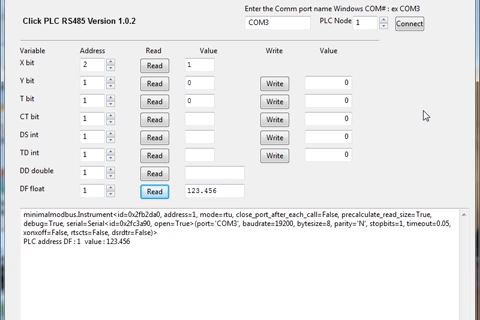 Enter the Comm port name Windows COM# : ex COM3
Click PLC RS485 Version 1.0.2 COM3 PLC Node 1 Connect
Variable Address Read Value Write Value
X bit 2 Read 1
Y bit 1 Read 0 Write 0
T bit 1 Read 0 Write 0
CT bit 1 Read Write 0
DS int 1 Read Write 0
TD int 1 Read Write 0
DD double 1 Read
DF float 1 Read 123.456
minimalmodbus.Instrument<id=0x2fb2da0, address=1, mode=rtu, close_port_after_each_call=False, precalculate_read_size=True,
debug=True, serial=Serial<id=0x2fc3a90, open=True>(port='COM3', baudrate=19200, bytesize=8, parity='N', stopbits=1, timeout=0.05,
xonxoff=False, rtscts=False, dsrdtr=False)>
PLC address DF : 1 value : 123.456